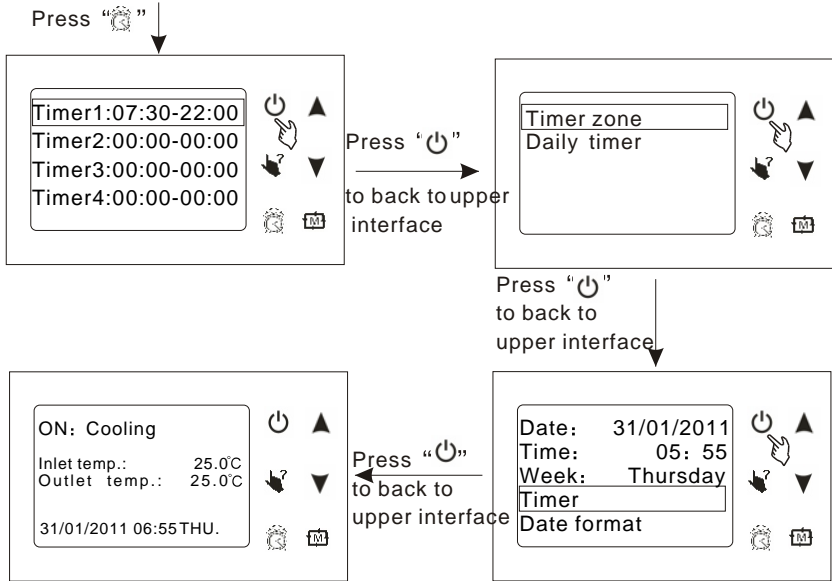 Press “ ”
Timer1:07:30-22:00
Timer2:00:00-00:00
Timer3:00:00-00:00
Timer4:00:00-00:00
M
Press “ ”
to back to upper
interface
Timer zone
Daily timer
?
M
Press “ ”
to back to
upper interface
Date: 31/01/2011
Time: 05: 55
Week: Thursday
Timer
Date format
?
M
Press “ ”
to back to
upper interface
ON: Cooling
Inlet temp.: 25.0°C
Outlet temp.: 25.0°C
31/01/2011 06:55THU.
?
M